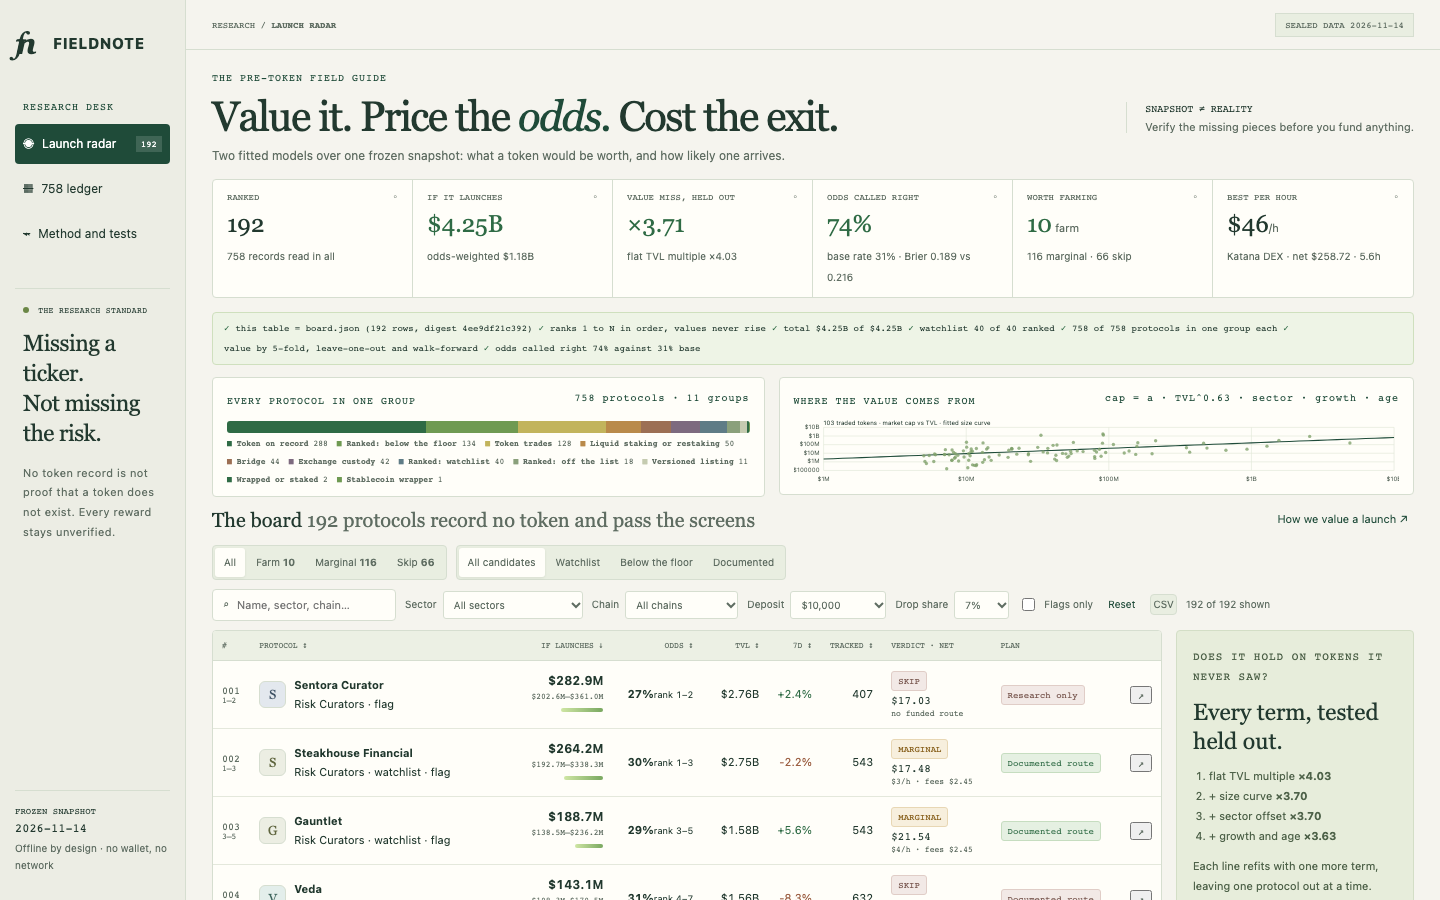 fn FIELDNOTE
RESEARCH DESK
Launch radar 192
758 ledger
Method and tests
THE RESEARCH STANDARD
Missing a
ticker.
Not missing
the risk.
No token record is not
proof that a token does
not exist. Every reward
stays unverified.
FROZEN SNAPSHOT
2026-11-14
Offline by design · no wallet, no
network
RESEARCH / LAUNCH RADAR
SEALED DATA 2026-11-14
THE PRE-TOKEN FIELD GUIDE
Value it. Price the odds. Cost the exit.
Two fitted models over one frozen snapshot: what a token would be worth, and how likely one arrives.
SNAPSHOT ≠ REALITY
Verify the missing pieces before you fund anything.
RANKED
192
758 records read in all
IF IT LAUNCHES
$4.25B
odds-weighted $1.18B
VALUE MISS, HELD OUT
×3.71
flat TVL multiple ×4.03
ODDS CALLED RIGHT
74%
base rate 31% · Brier 0.189 vs
0.216
WORTH FARMING
10 farm
116 marginal · 66 skip
BEST PER HOUR
$46/h
Katana DEX · net $258.72 · 5.6h
✓ this table = board.json (192 rows, digest 4ee9df21c392) ✓ ranks 1 to N in order, values never rise ✓ total $4.25B of $4.25B ✓ watchlist 40 of 40 ranked ✓ 758 of 758 protocols in one group each ✓
value by 5-fold, leave-one-out and walk-forward ✓ odds called right 74% against 31% base
EVERY PROTOCOL IN ONE GROUP
758 protocols · 11 groups
Token on record 288 Ranked: below the floor 134 Token trades 128 Liquid staking or restaking 50
Bridge 44 Exchange custody 42 Ranked: watchlist 40 Ranked: off the list 18 Versioned listing 11
Wrapped or staked 2 Stablecoin wrapper 1
WHERE THE VALUE COMES FROM
cap = a · TVL^0.63 · sector · growth · age
103 traded tokens · market cap vs TVL · fitted size curve
$10B
$1B
$100M
$10M
$1M
$100000
$1M $10M $100M $1B $10B
The board 192 protocols record no token and pass the screens
How we value a launch ↗
All Farm 10 Marginal 116 Skip 66
All candidates Watchlist Below the floor Documented
Name, sector, chain...
Sector All sectors Chain All chains Deposit $10,000 Drop share 7% Flags only Reset CSV 192 of 192 shown
# PROTOCOL ↕ IF LAUNCHES ↓ ODDS ↕ TVL ↕ 7D ↕ TRACKED ↕ VERDICT · NET PLAN
001
1–2
S
Sentora Curator
Risk Curators · flag
$282.9M
$202.6M–$361.0M
27%rank 1–2
$2.76B
+2.4%
407
SKIP
$17.03
no funded route
Research only
↗
002
1–3
S
Steakhouse Financial
Risk Curators · watchlist · flag
$264.2M
$192.7M–$338.3M
30%rank 1–3
$2.75B
-2.2%
543
MARGINAL
$17.48
$3/h · fees $2.45
Documented route
↗
003
3–5
G
Gauntlet
Risk Curators · watchlist · flag
$188.7M
$138.5M–$236.2M
29%rank 3–5
$1.58B
+5.6%
543
MARGINAL
$21.54
$4/h · fees $2.45
Documented route
↗
004
V
Veda
$143.1M
31%rank 4–7
$1.56B
-8.3%
632
SKIP
Documented route
DOES IT HOLD ON TOKENS IT
NEVER SAW?
Every term, tested
held out.
1. flat TVL multiple ×4.03
2. + size curve ×3.70
3. + sector offset ×3.70
4. + growth and age ×3.63
Each line refits with one more term,
leaving one protocol out at a time.